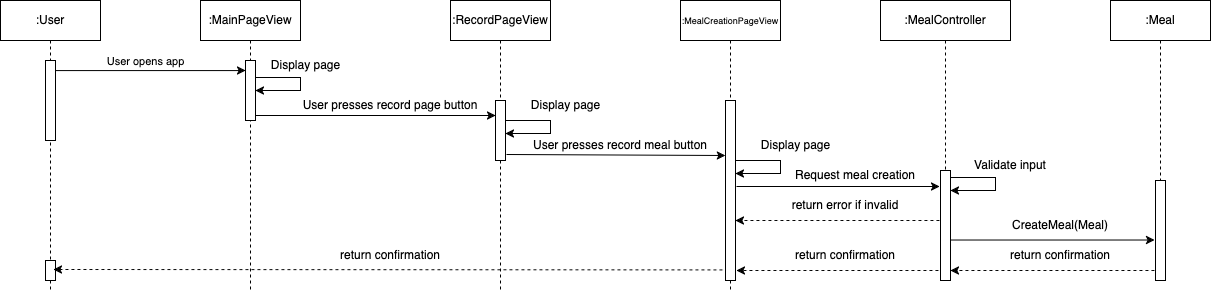 :User
:MainPageView
:RecordPageView
:MealCreationPageView
:MealController
:Meal
User opens app
Display page
User presses record page button
Display page
User presses record meal button
Display page
Request meal creation
Validate input
return error if invalid
CreateMeal(Meal)
return confirmation
return confirmation
return confirmation